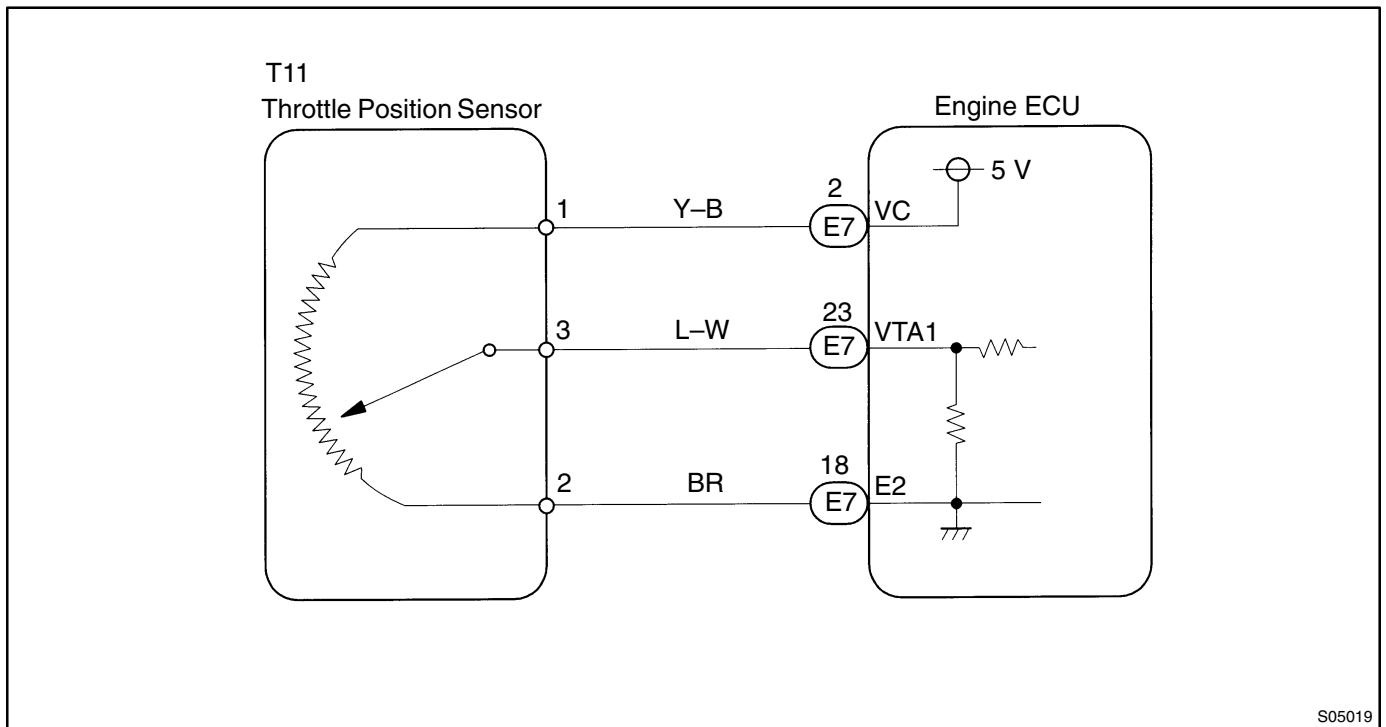 T11
Throttle Position Sensor
Engine ECU
5 V
1
Y–B
2
E7
VC
3
L–W
23
E7
VTA1
2
BR
18
E7
E2
S05019